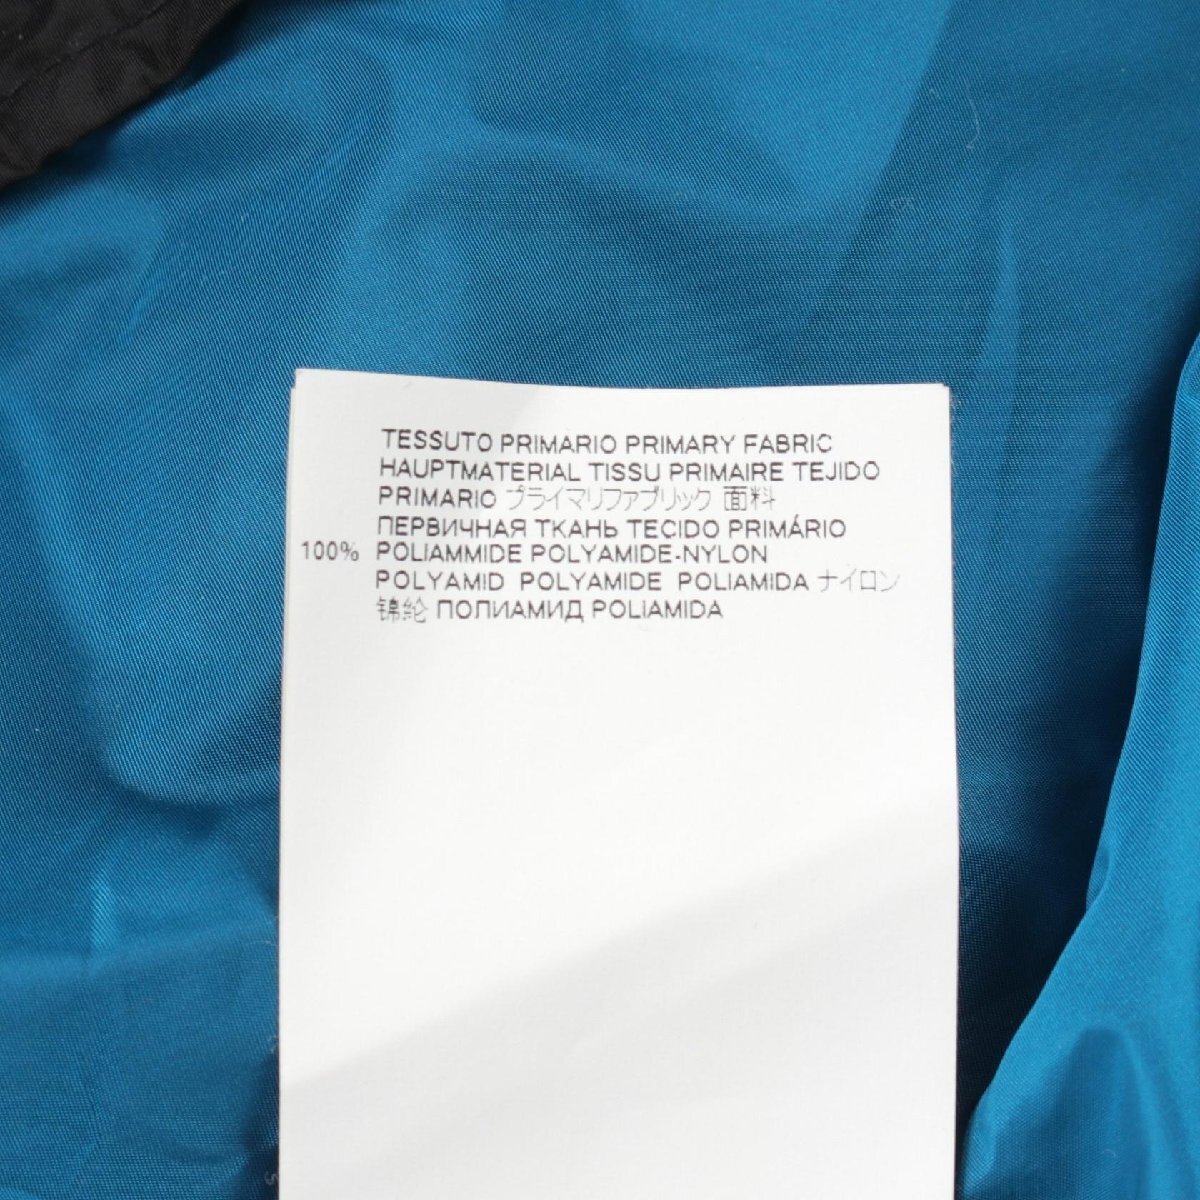 TESSUTO PRIMARIO PRIMARY FABRIC
HAUPTMATERIAL TISSU PRIMAIRE TEJIDO
PRIMARIO プライマリファブリック 面料
ПЕРВИЧНАЯ ТКАНЬ TECIDO PRIMÁRIO
100% POLIAMMIDE POLYAMIDE-NYLON
POLYAMID POLYAMIDE POLIAMIDA ナイロン
锦纶 ПОЛИАМИД POLIAMIDA